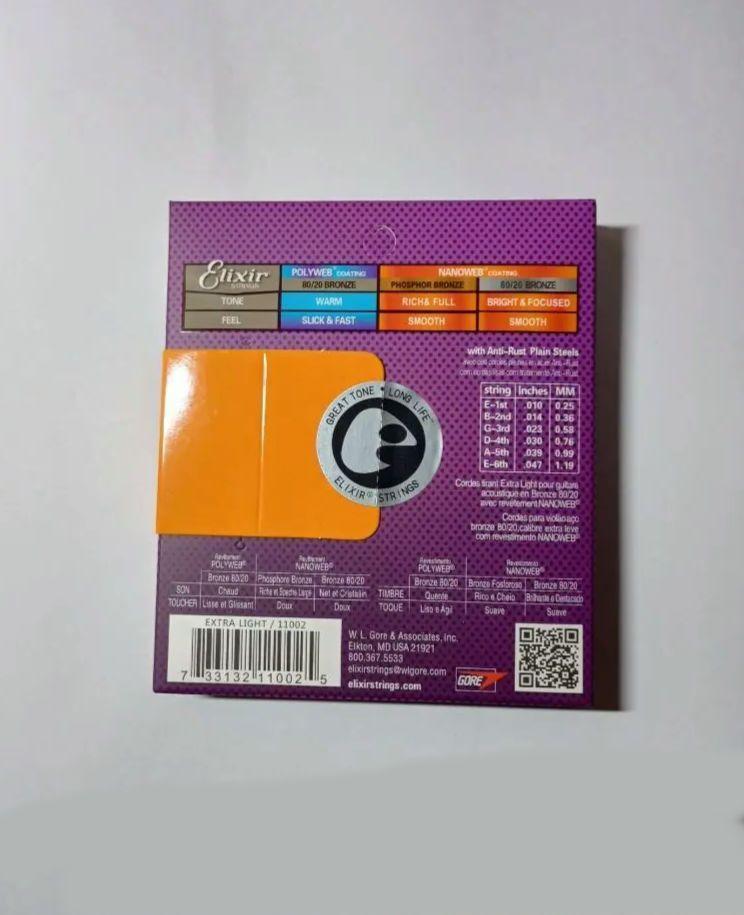 Elixir POLYWEB® COATING NANOWEB® COATING
STRINGS 80/20 BRONZE PHOSPHOR BRONZE 80/20 BRONZE
TONE WARM RICH& FULL BRIGHT & FOCUSED
FEEL SLICK & FAST SMOOTH SMOOTH
with Anti-Rust Plain Steels
string Inches MM
E-1st .010 0.25
B-2nd .014 0.36
G-3rd .023 0.58
D-4th .030 0.76
A-5th .039 0.99
E-6th .047 1.19
GREAT TONE • LONG LIFE
ELIXIR® STRINGS
Cordes tirant Extra Light pour guitare
acoustique en Bronze 80/20
avec revêtement NANOWEB®
Cordas para violão aço
bronze 80/20,calibre extra leve
com revestimento NANOWEB®
Revêtement Revêtement Revestimento Revestimento
POLYWEB® NANOWEB® POLYWEB® NANOWEB®
Bronze 80/20 Phosphore Bronze Bronze 80/20 Bronze 80/20 Bronze Fosforoso Bronze 80/20
SON Chaud Net et Cristallin TIMBRE Quente Rico e Cheio Brilhante e Destacado
TOUCHER Lisse et Glissant Doux Doux TOQUE Liso e Ágil Suave Suave
EXTRA LIGHT / 11002
7 33132 11002 5
W. L. Gore & Associates, Inc.
Elkton, MD USA 21921
800.367.5533
elixirstrings@wlgore.com
elixirstrings.com
GORE